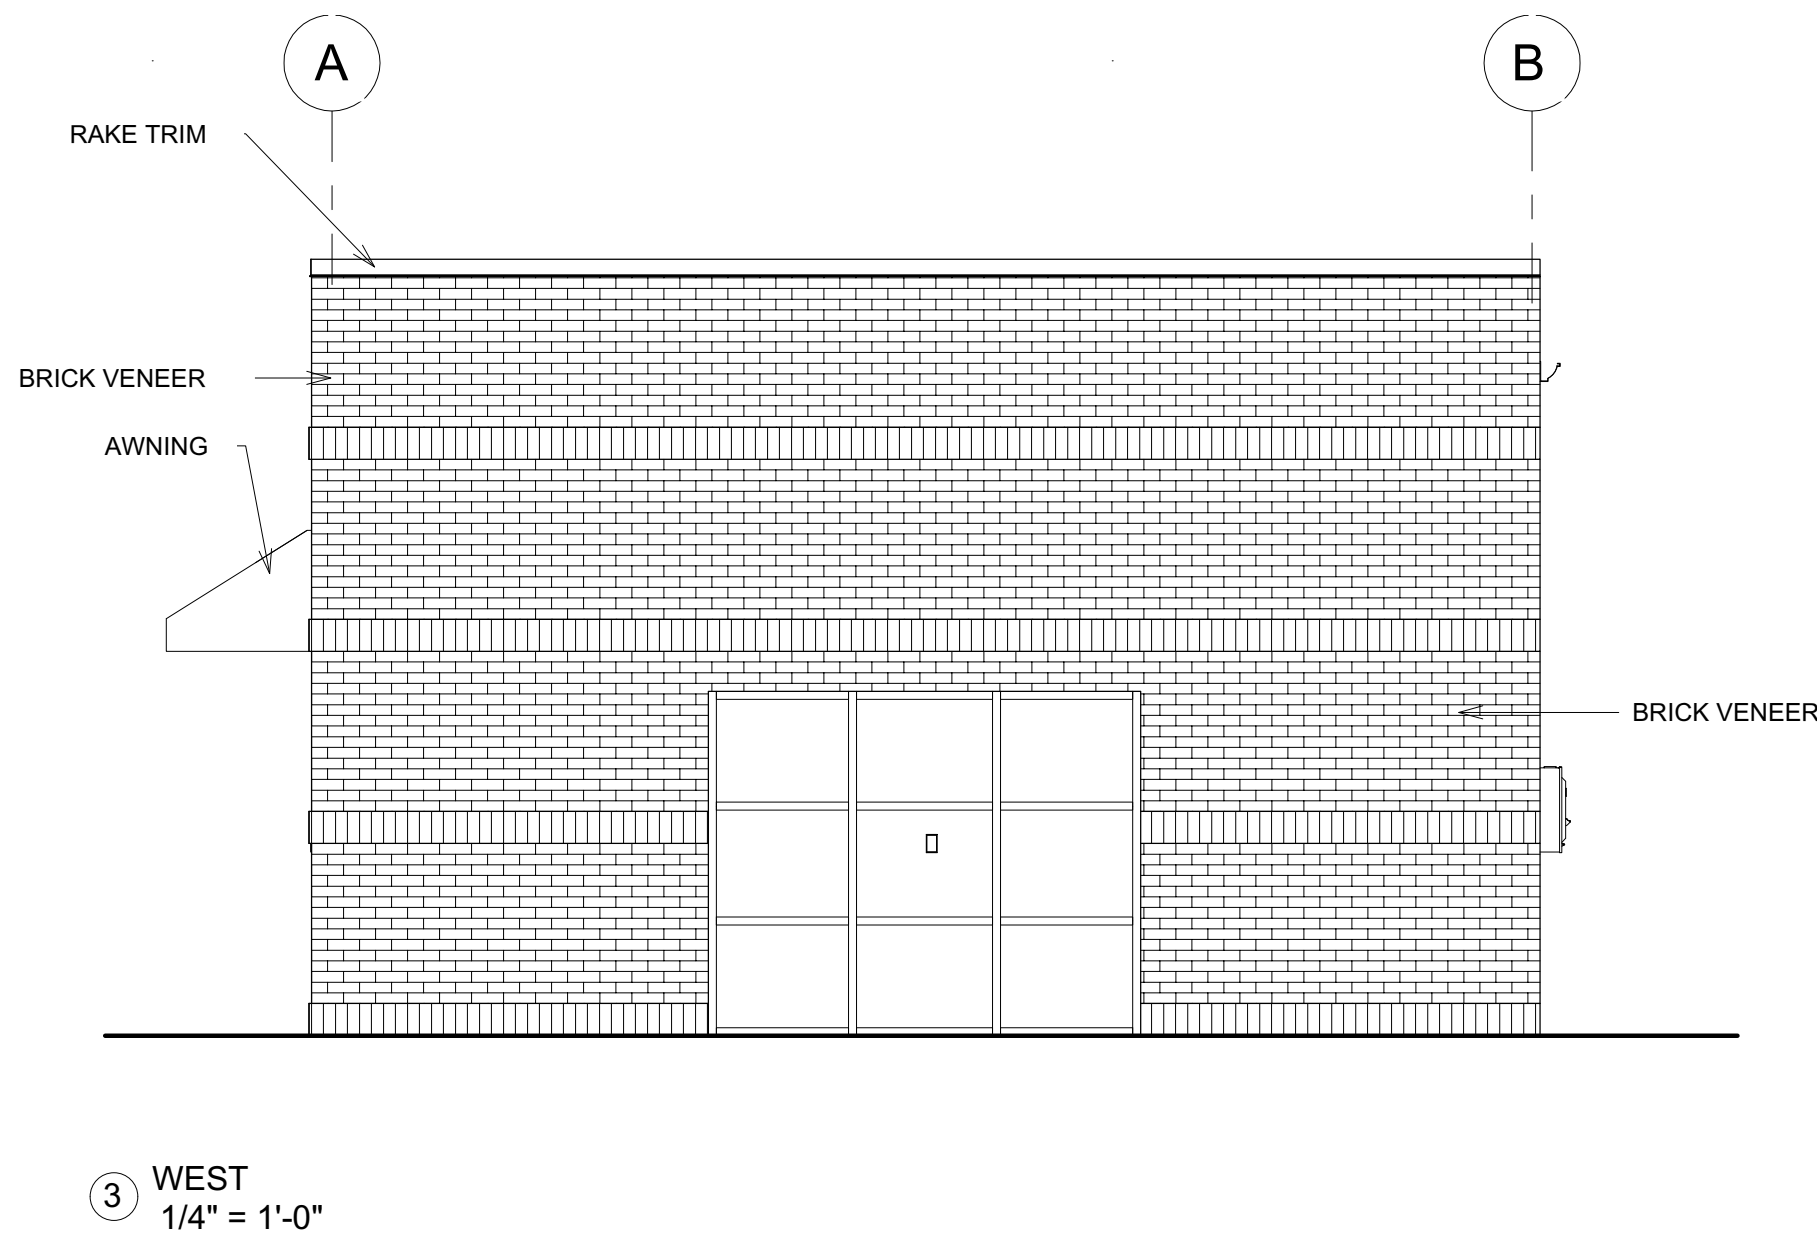 A
B
RAKE TRIM
BRICK VENEER
AWNING
BRICK VENEER
3
WEST
1/4" = 1'-0"